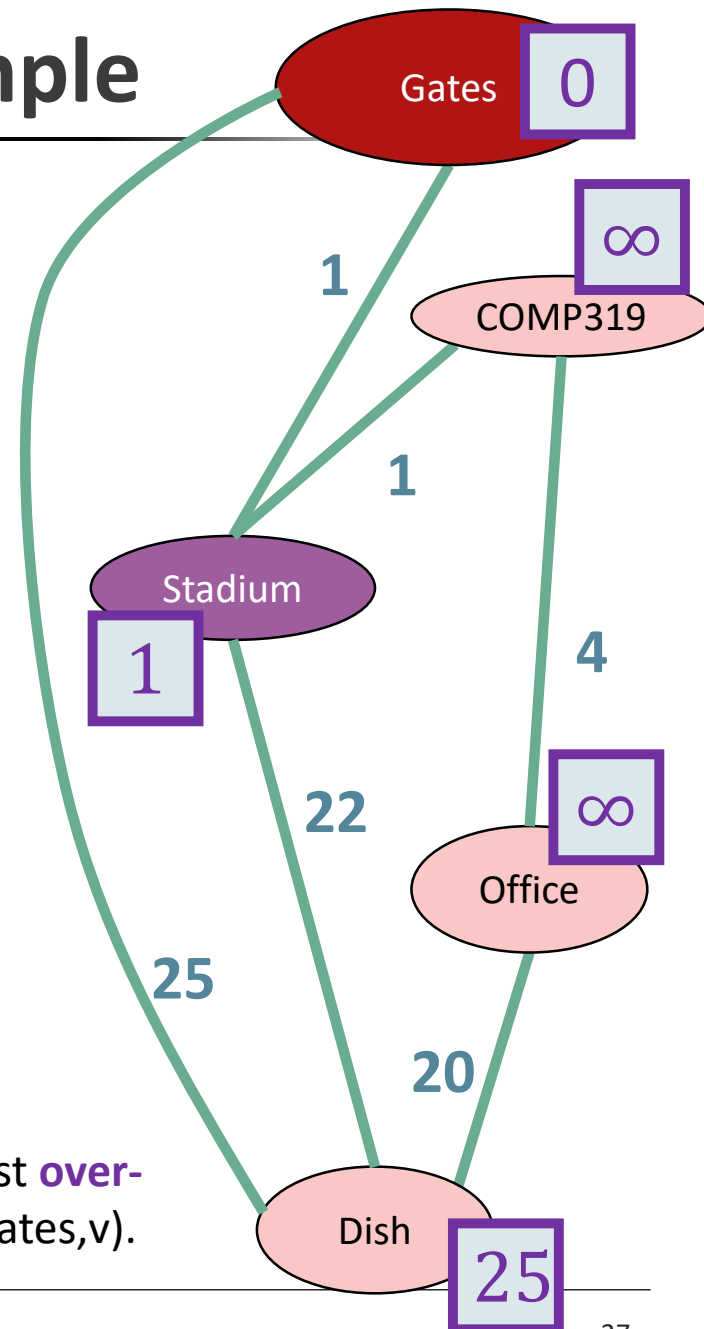 mple
Gates
0
∞
COMP319
1
1
Stadium
1
4
22
∞
Office
25
20
st over-
ates,v).
Dish
25